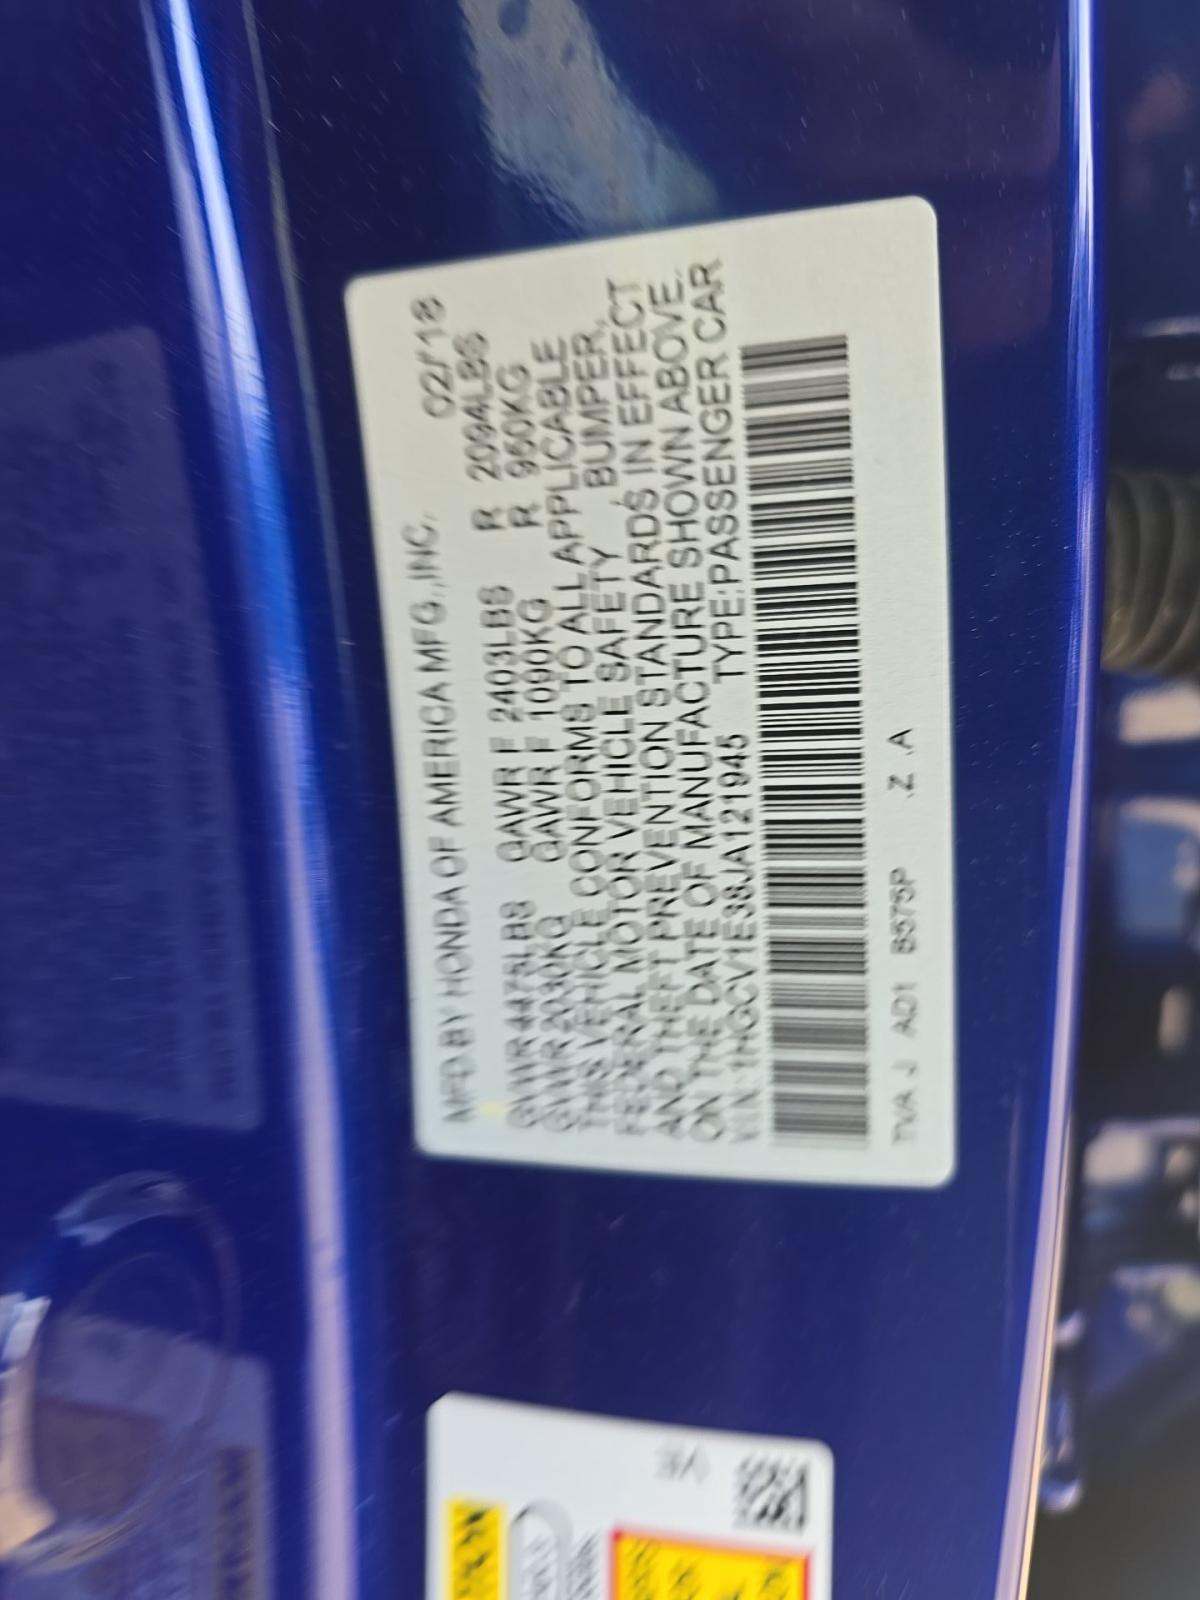 MFD BY HONDA OF AMERICA MFG.,INC. 02/'18
GVWR 4475LBS GAWR F 2403LBS R 2094LBS
GVWR 2030KG GAWR F 1090KG R 950KG
THIS VEHICLE CONFORMS TO ALL APPLICABLE
FEDERAL MOTOR VEHICLE SAFETY , BUMPER,
AND THEFT PREVENTION STANDARDS IN EFFECT
ON THE DATE OF MANUFACTURE SHOWN ABOVE.
VIN: 1HGCV1E38JA121945 TYPE:PASSENGER CAR
TVA J AD1 B575P .Z .A